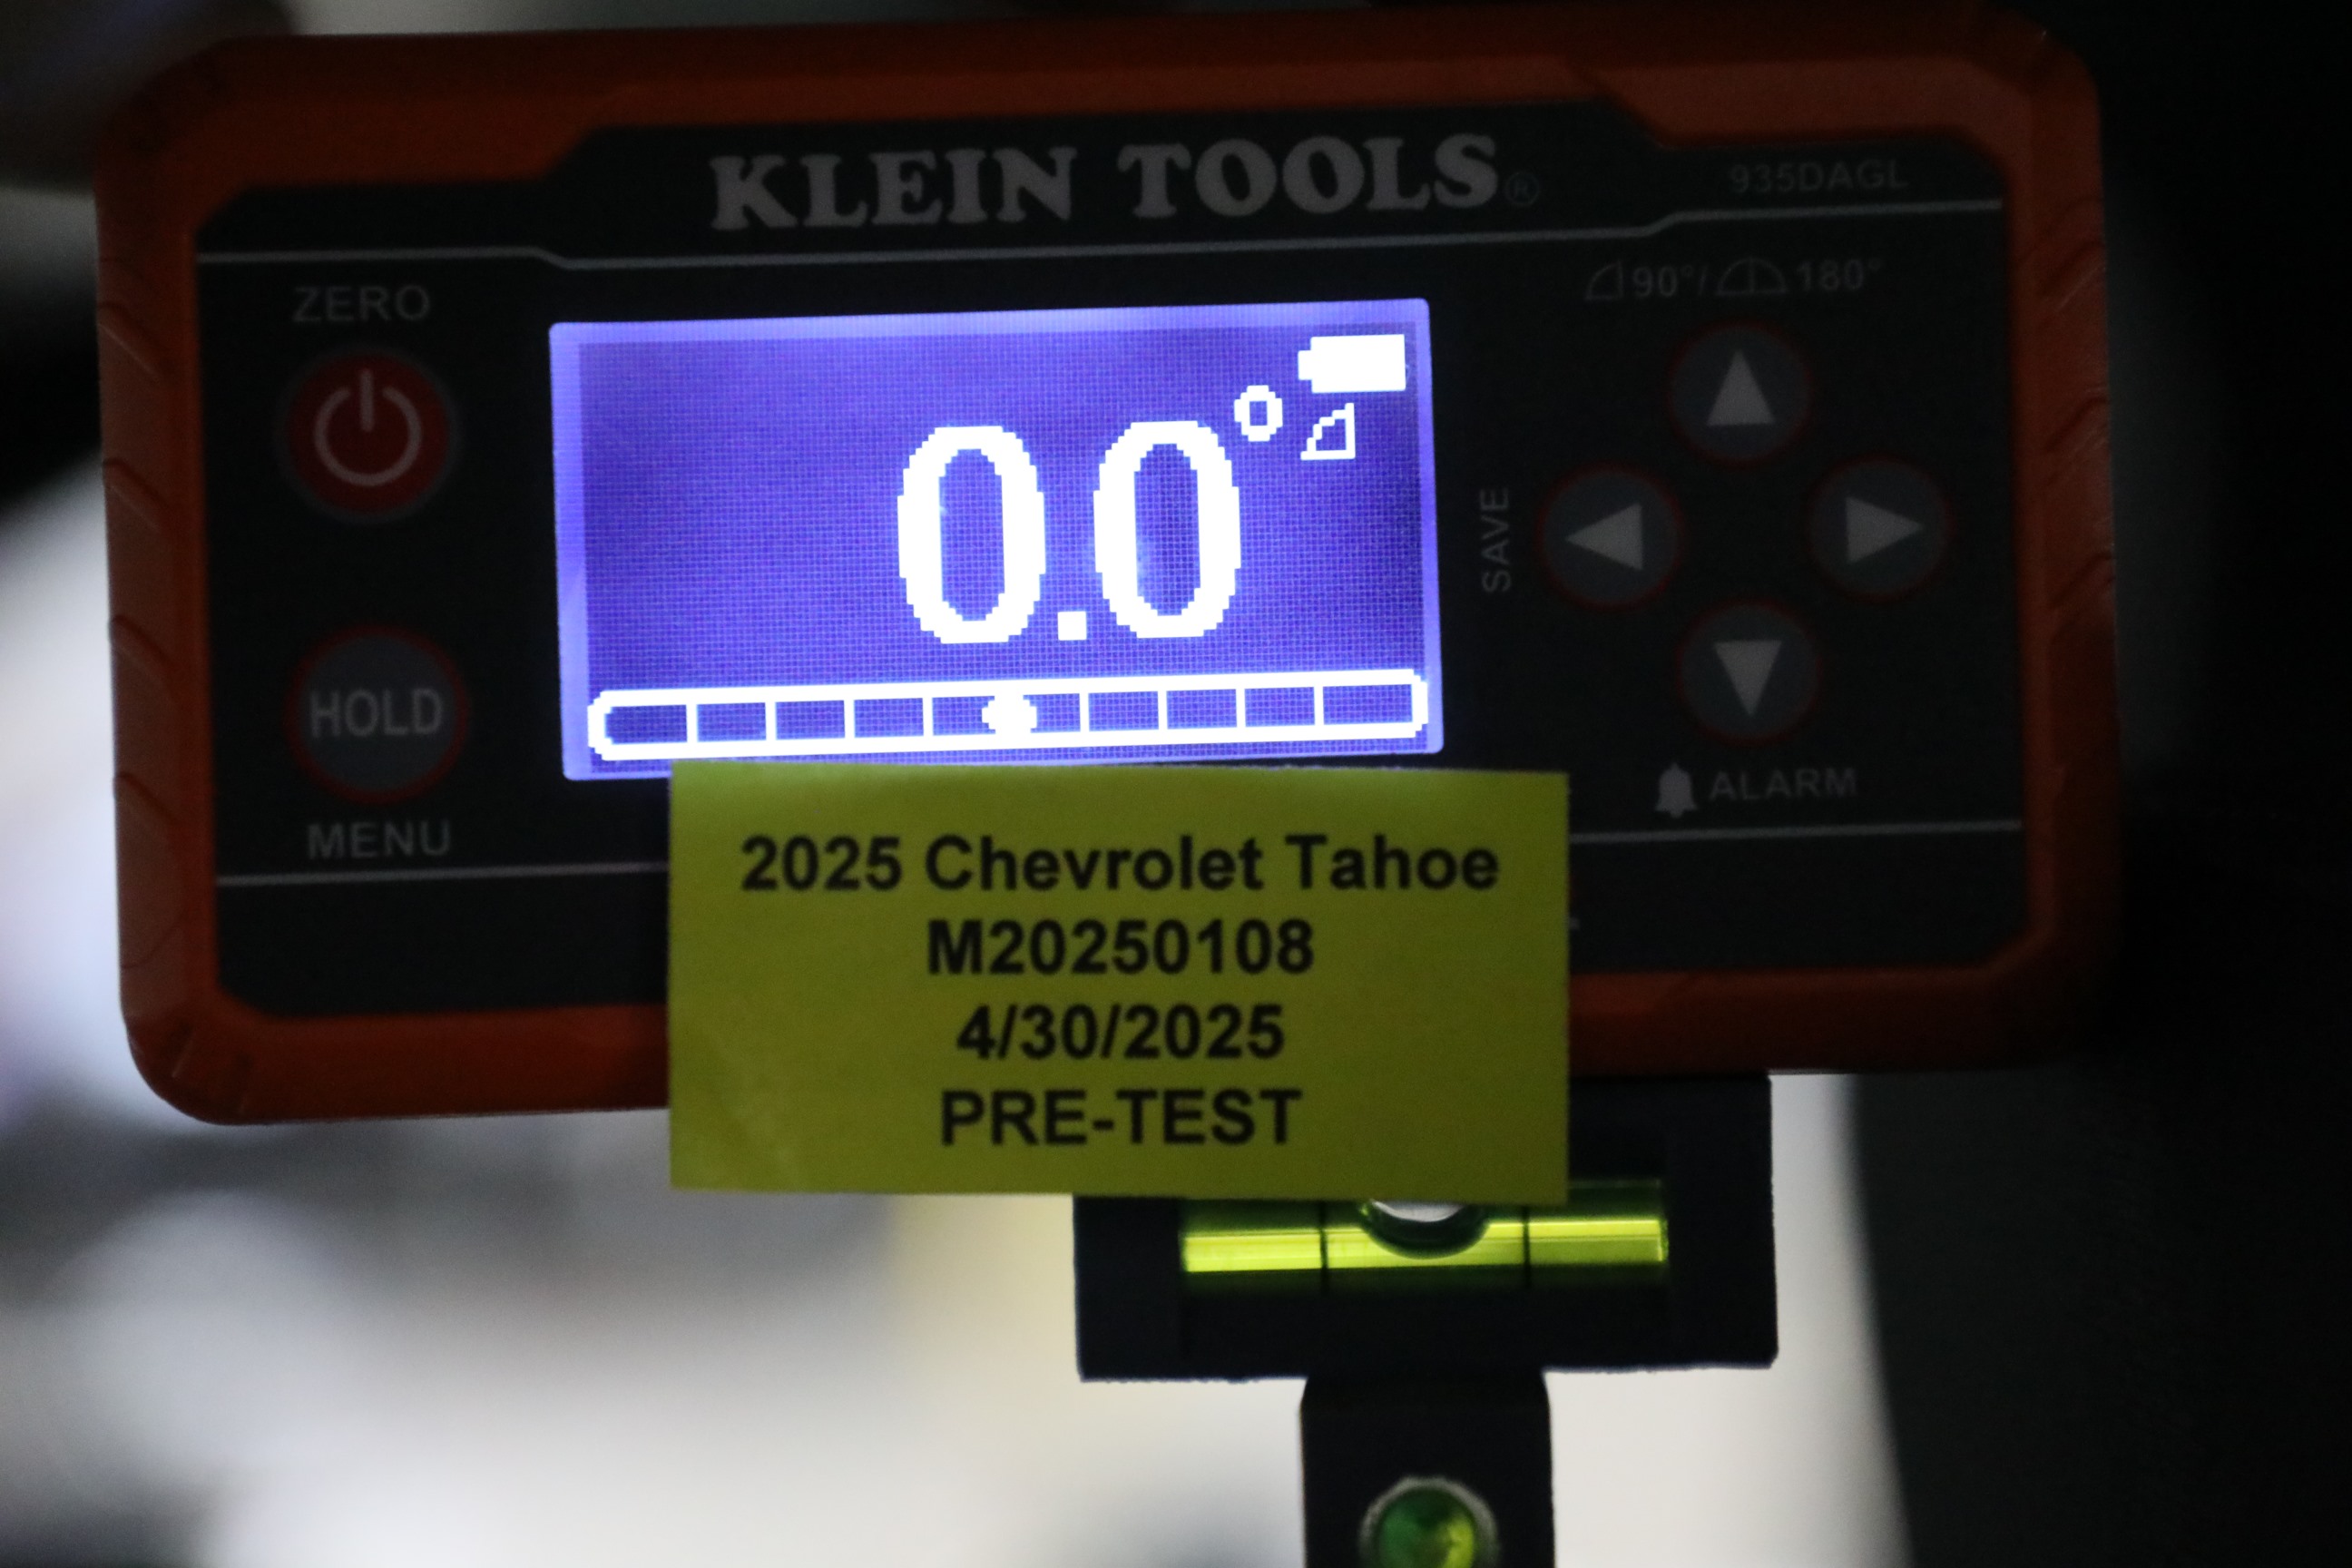 KLEIN TOOLS®
935DAGL
ZERO
90°/ 180°
0.0°
SAVE
HOLD
MENU
ALARM
2025 Chevrolet Tahoe
M20250108
4/30/2025
PRE-TEST